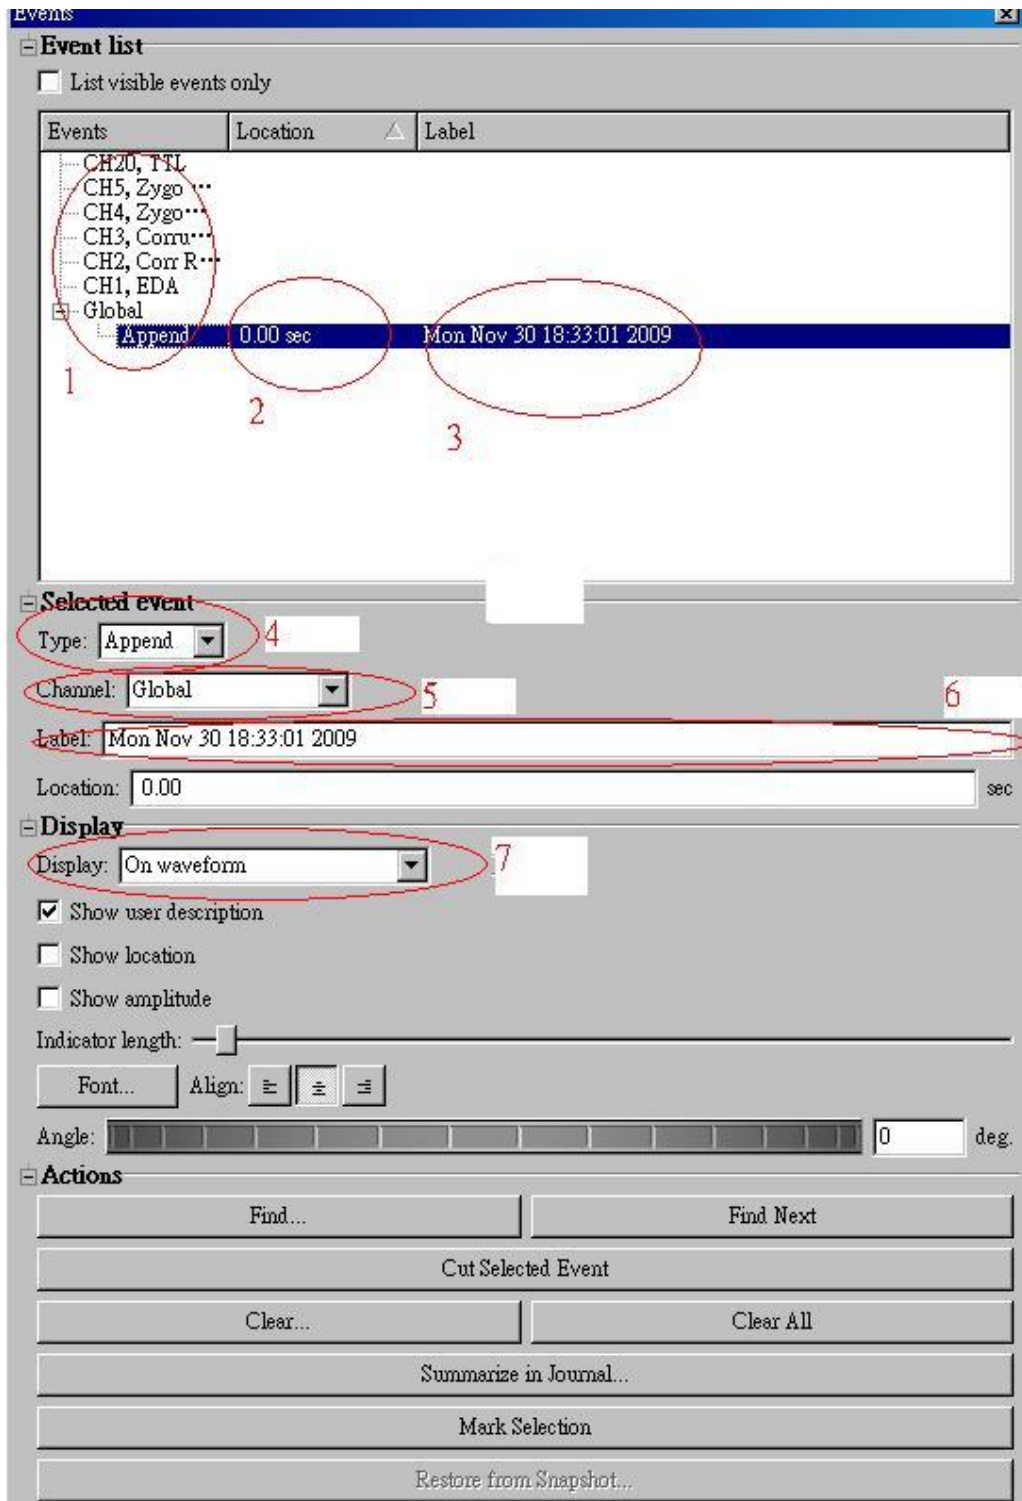 Events
Event list
List visible events only
Events Location Label
CH20, TTL
CH5, Zygo ...
CH4, Zygo...
CH3, Corru...
CH2, Corr R...
CH1, EDA
Global
Append 0.00 sec Mon Nov 30 18:33:01 2009
1
2
3
Selected event
Type: Append 4
Channel: Global 5 6
Label: Mon Nov 30 18:33:01 2009
Location: 0.00 sec
Display
Display: On waveform 7
Show user description
Show location
Show amplitude
Indicator length:
Font... Align:
Angle: 0 deg.
Actions
Find... Find Next
Cut Selected Event
Clear... Clear All
Summarize in Journal...
Mark Selection
Restore from Snapshot...